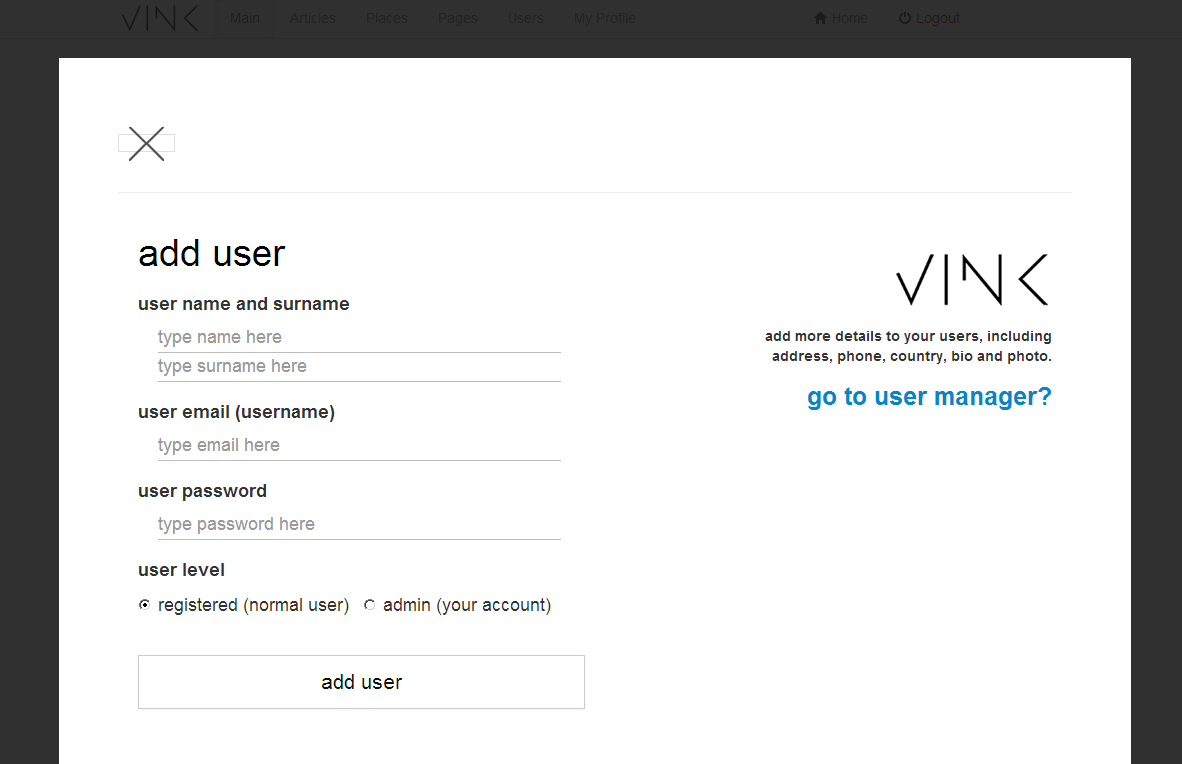 VINK Main Articles Places Pages Users My Profile Home Logout
add user
user name and surname
type name here
type surname here
user email (username)
type email here
user password
type password here
user level
registered (normal user) admin (your account)
add user
VINK
add more details to your users, including
address, phone, country, bio and photo.
go to user manager?